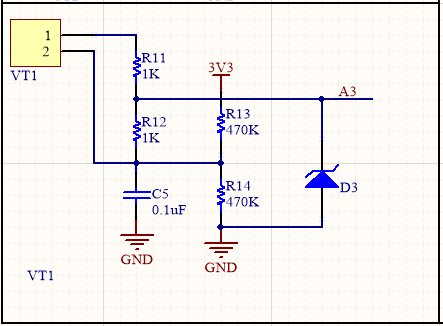 1
2
VT1
R11
1K
3V3
A3
R12
1K
R13
470K
C5
0.1uF
R14
470K
D3
GND
GND
VT1